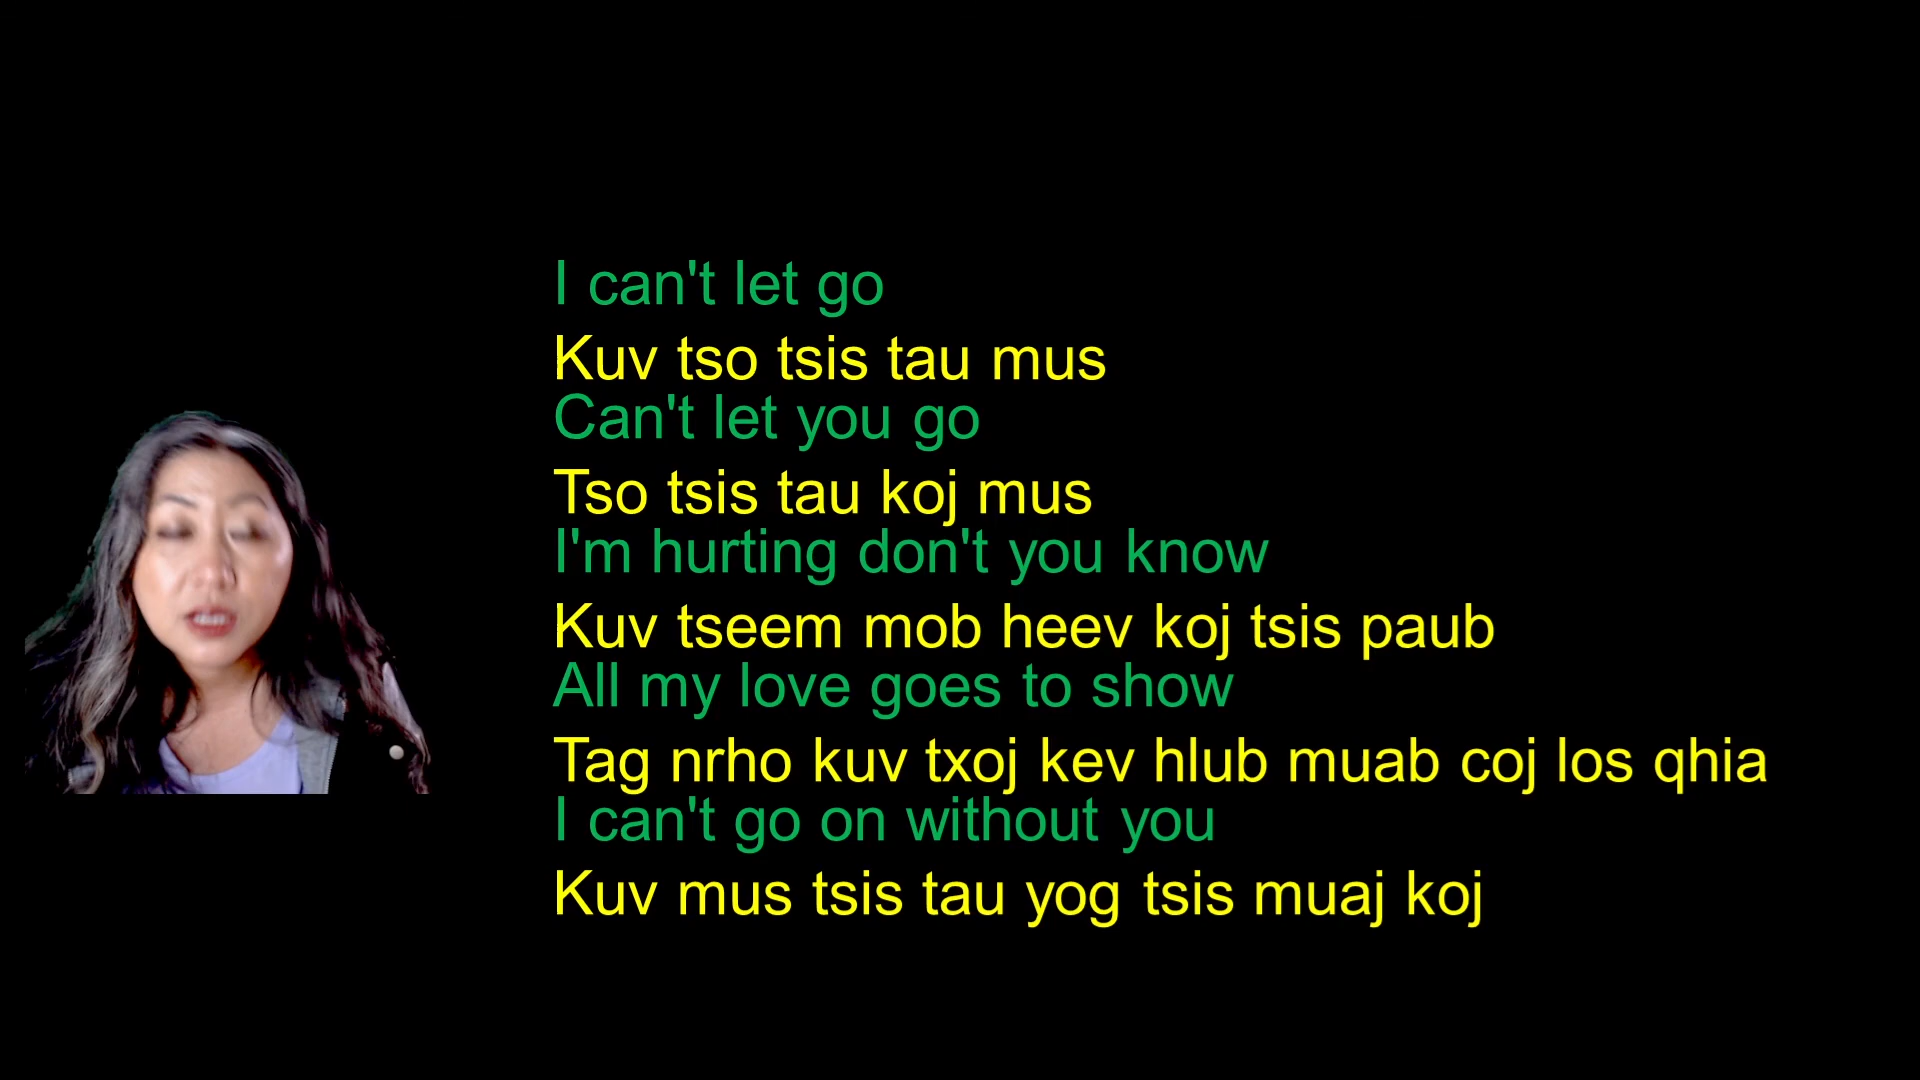 I can't let go
Kuv tso tsis tau mus
Can't let you go
Tso tsis tau koj mus
I'm hurting don't you know
Kuv tseem mob heev koj tsis paub
All my love goes to show
Tag nrho kuv txoj kev hlub muab coj los qhia
I can't go on without you
Kuv mus tsis tau yog tsis muaj koj